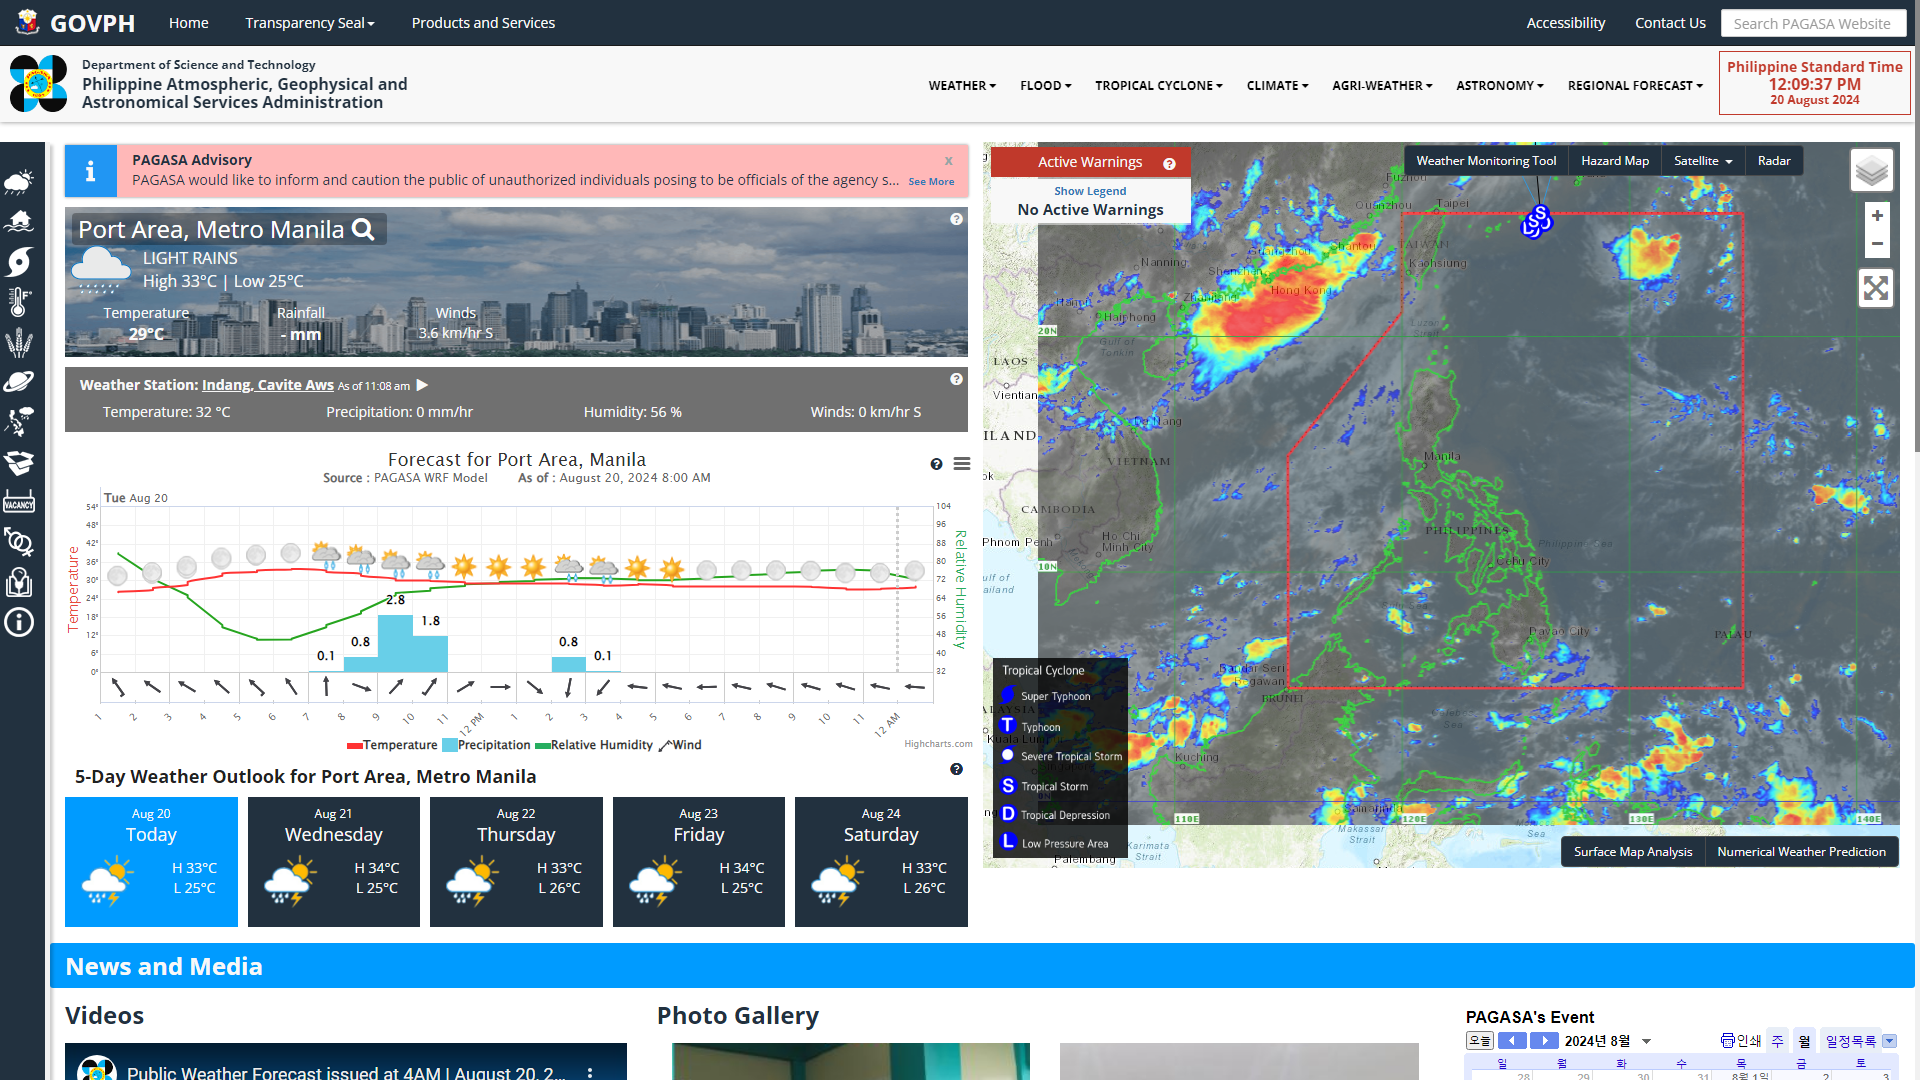 GOVPH
Home
Transparency Seal
Products and Services
Accessibility
Contact Us
Search PAGASA Website
Department of Science and Technology
Philippine Atmospheric, Geophysical and
Astronomical Services Administration
WEATHER
FLOOD
TROPICAL CYCLONE
CLIMATE
AGRI-WEATHER
ASTRONOMY
REGIONAL FORECAST
Philippine Standard Time
12:09:37 PM
20 August 2024
VACANCY
PAGASA Advisory
x
PAGASA would like to inform and caution the public of unauthorized individuals posing to be officials of the agency s... See More
Port Area, Metro Manila
LIGHT RAINS
High 33°C | Low 25°C
Temperature
29°C
Rainfall
- mm
Winds
3.6 km/hr S
Weather Station: Indang, Cavite Aws As of 11:08 am
Temperature: 32 °C
Precipitation: 0 mm/hr
Humidity: 56 %
Winds: 0 km/hr S
Forecast for Port Area, Manila
Source : PAGASA WRF Model As of : August 20, 2024 8:00 AM
Tue Aug 20
Temperature
54° 48° 42° 36° 30° 24° 18° 12° 6° 0°
104 96 88 80 72 64 56 48 40 32
Relative Humidity
0.1 0.8 2.8 1.8 0.8 0.1
1 2 3 4 5 6 7 8 9 10 11 12 PM 1 2 3 4 5 6 7 8 9 10 11 12 AM
Temperature Precipitation Relative Humidity Wind
Highcharts.com
5-Day Weather Outlook for Port Area, Metro Manila
Aug 20
Today
H 33°C
L 25°C
Aug 21
Wednesday
H 34°C
L 25°C
Aug 22
Thursday
H 33°C
L 26°C
Aug 23
Friday
H 34°C
L 25°C
Aug 24
Saturday
H 33°C
L 26°C
Active Warnings
Show Legend
No Active Warnings
Weather Monitoring Tool
Hazard Map
Satellite
Radar
+
−
Fuzhou
Quanzhou
Taipei
TAIWAN
Kaohsiung
Guangzhou
Shantou
Shenzhen
Hong Kong
Nanning
Zhanjiang
Hanoi
Haiphong
Gulf of
Tonkin
Luzon
Strait
20N
LAOS
Vientian
Da Nang
ILAND
VIETNAM
CAMBODIA
Phnom Penh
Ho Chi
Minh City
ulf of
ailand
Manila
PHILIPPINES
Philippine Sea
Cebu City
10N
Davao City
PALAU
Bandar Seri
Begawan
BRUNEI
Celebes
Sea
Kuching
Samarinda
110E
120E
130E
140E
Makassar
Strait
Karimata
Strait
Palembang
Tropical Cyclone
Super Typhoon
T Typhoon
Severe Tropical Storm
S Tropical Storm
D Tropical Depression
L Low Pressure Area
Surface Map Analysis
Numerical Weather Prediction
News and Media
Videos
Photo Gallery
PAGASA's Event
Public Weather Forecast issued at 4AM | August 20, 2...
오늘
2024년 8월
인쇄
주
월
일정목록
일 월 화 수 목 금 토
28 29 30 31 8월 1일 2 3